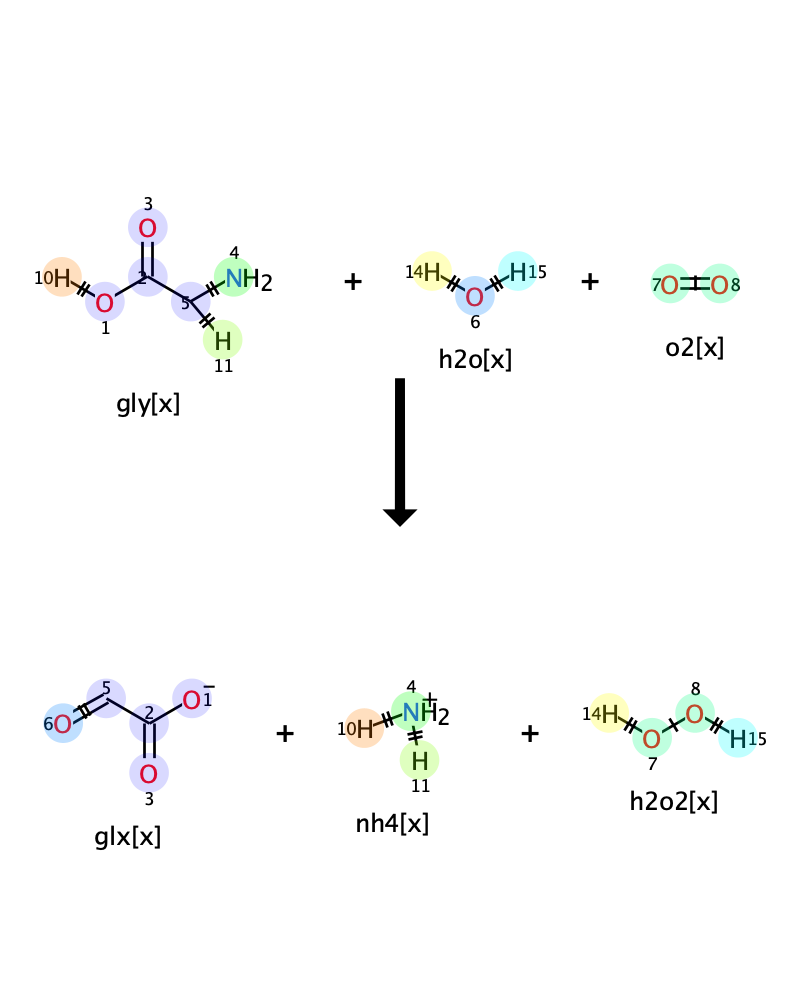 3
4
10H
2
NH2
O
O
1
5
H
11
+
14H
H15
O
6
+
7O
O8
gly[x]
h2o[x]
o2[x]
5
O1−
6O
2
O
3
+
4
NH2+
10H
H
11
+
8
14H
O
O
7
H15
glx[x]
nh4[x]
h2o2[x]